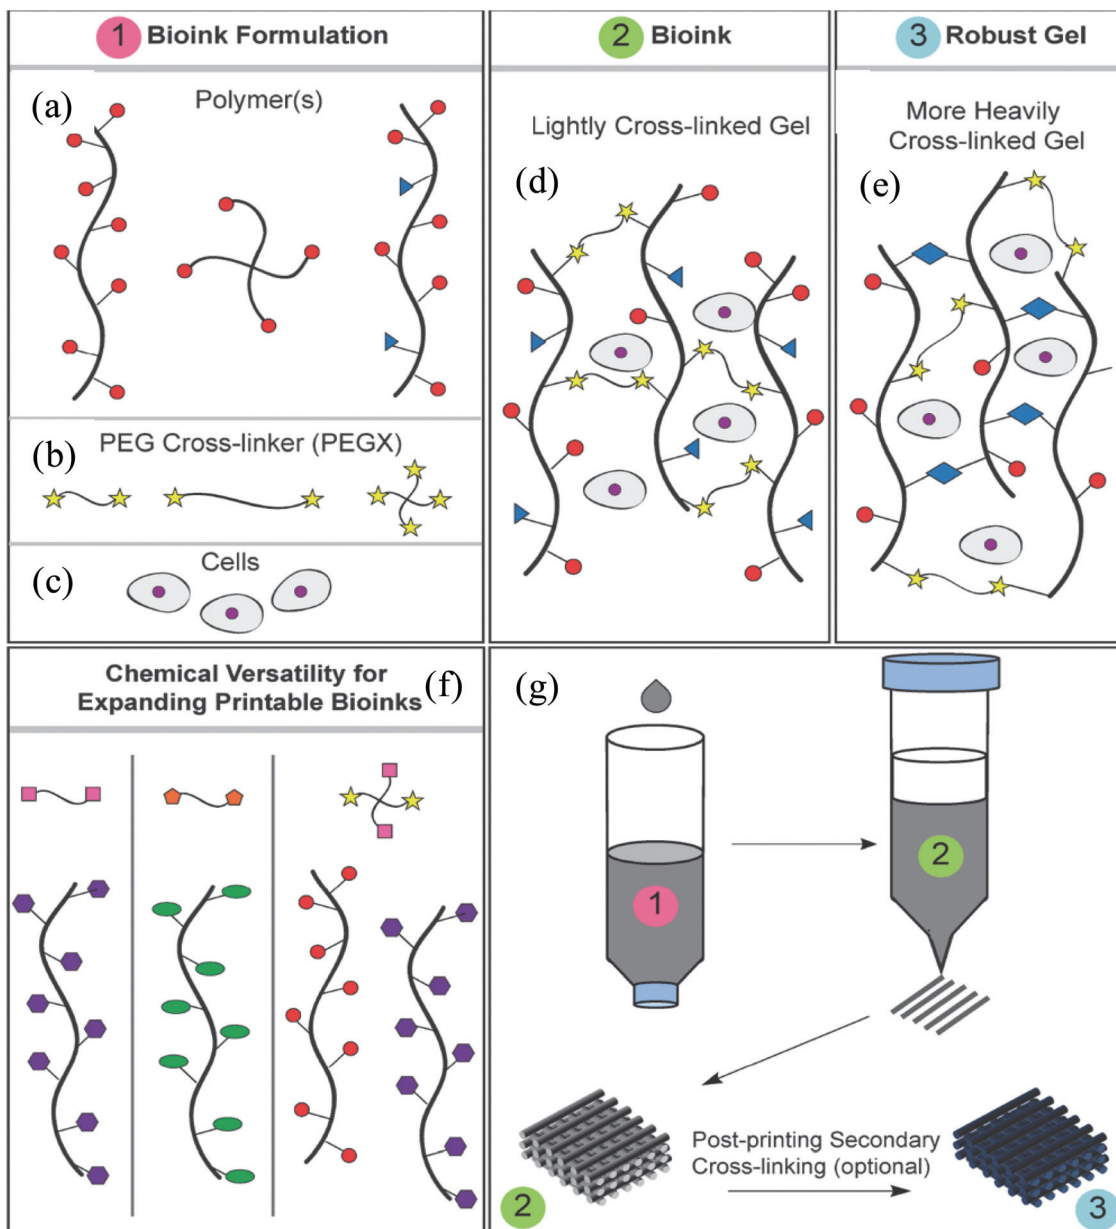 1 Bioink Formulation
(a)
Polymer(s)
(b)
PEG Cross-linker (PEGX)
(c)
Cells
2 Bioink
Lightly Cross-linked Gel
(d)
3 Robust Gel
More Heavily
Cross-linked Gel
(e)
Chemical Versatility for
Expanding Printable Bioinks
(f)
(g)
1
2
2
Post-printing Secondary
Cross-linking (optional)
3